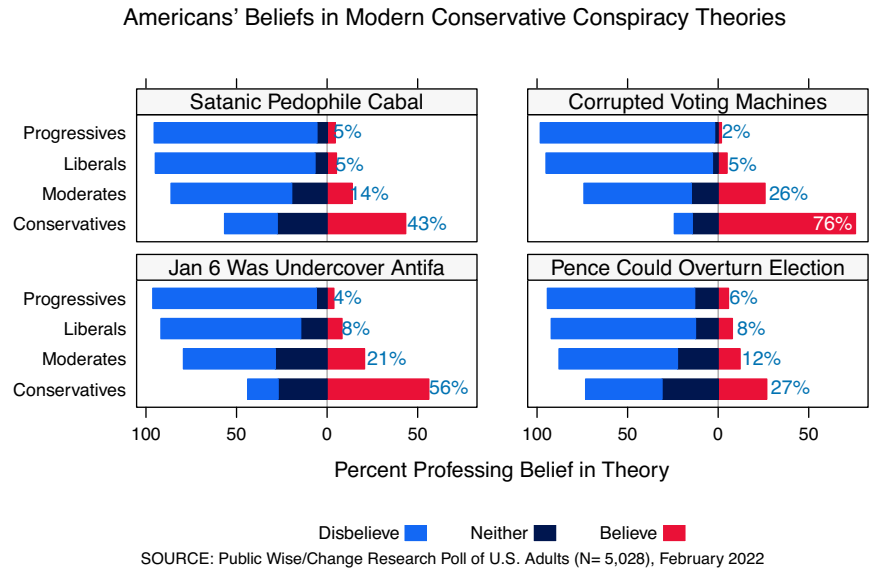 Americans' Beliefs in Modern Conservative Conspiracy Theories
Satanic Pedophile Cabal
Corrupted Voting Machines
Progressives 5% 2%
Liberals 5% 5%
Moderates 14% 26%
Conservatives 43% 76%
Jan 6 Was Undercover Antifa
Pence Could Overturn Election
Progressives 4% 6%
Liberals 8% 8%
Moderates 21% 12%
Conservatives 56% 27%
100 50 0 50 100 50 0 50
Percent Professing Belief in Theory
Disbelieve Neither Believe
SOURCE: Public Wise/Change Research Poll of U.S. Adults (N= 5,028), February 2022